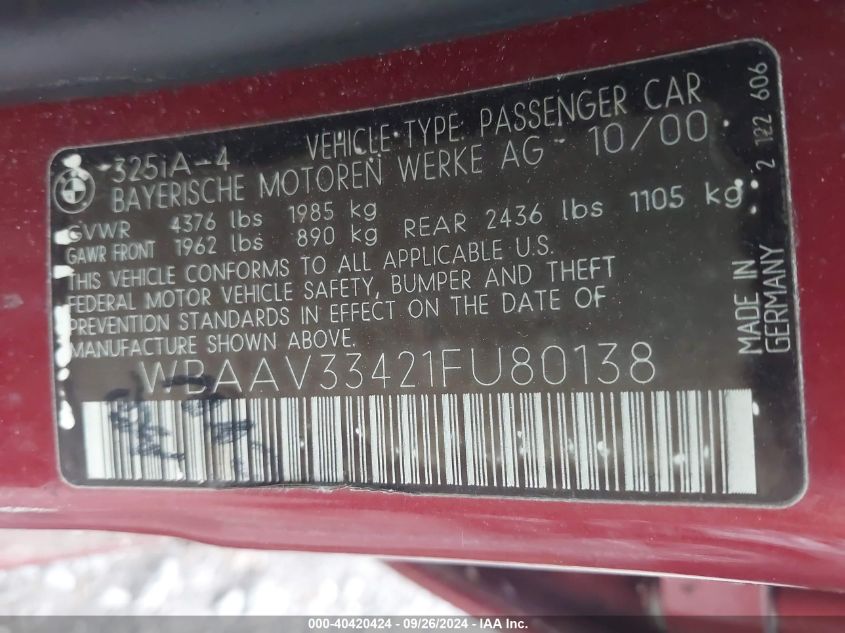 325iA-4 VEHICLE TYPE PASSENGER CAR
BAYERISCHE MOTOREN WERKE AG 10/00
GVWR 4376 lbs 1985 kg
GAWR FRONT 1962 lbs 890 kg REAR 2436 lbs 1105 kg
THIS VEHICLE CONFORMS TO ALL APPLICABLE U.S.
FEDERAL MOTOR VEHICLE SAFETY, BUMPER AND THEFT
PREVENTION STANDARDS IN EFFECT ON THE DATE OF
MANUFACTURE SHOWN ABOVE.
WBAAV33421FU80138
2 122 606
MADE IN
GERMANY
000-40420424 - 09/26/2024 - IAA Inc.